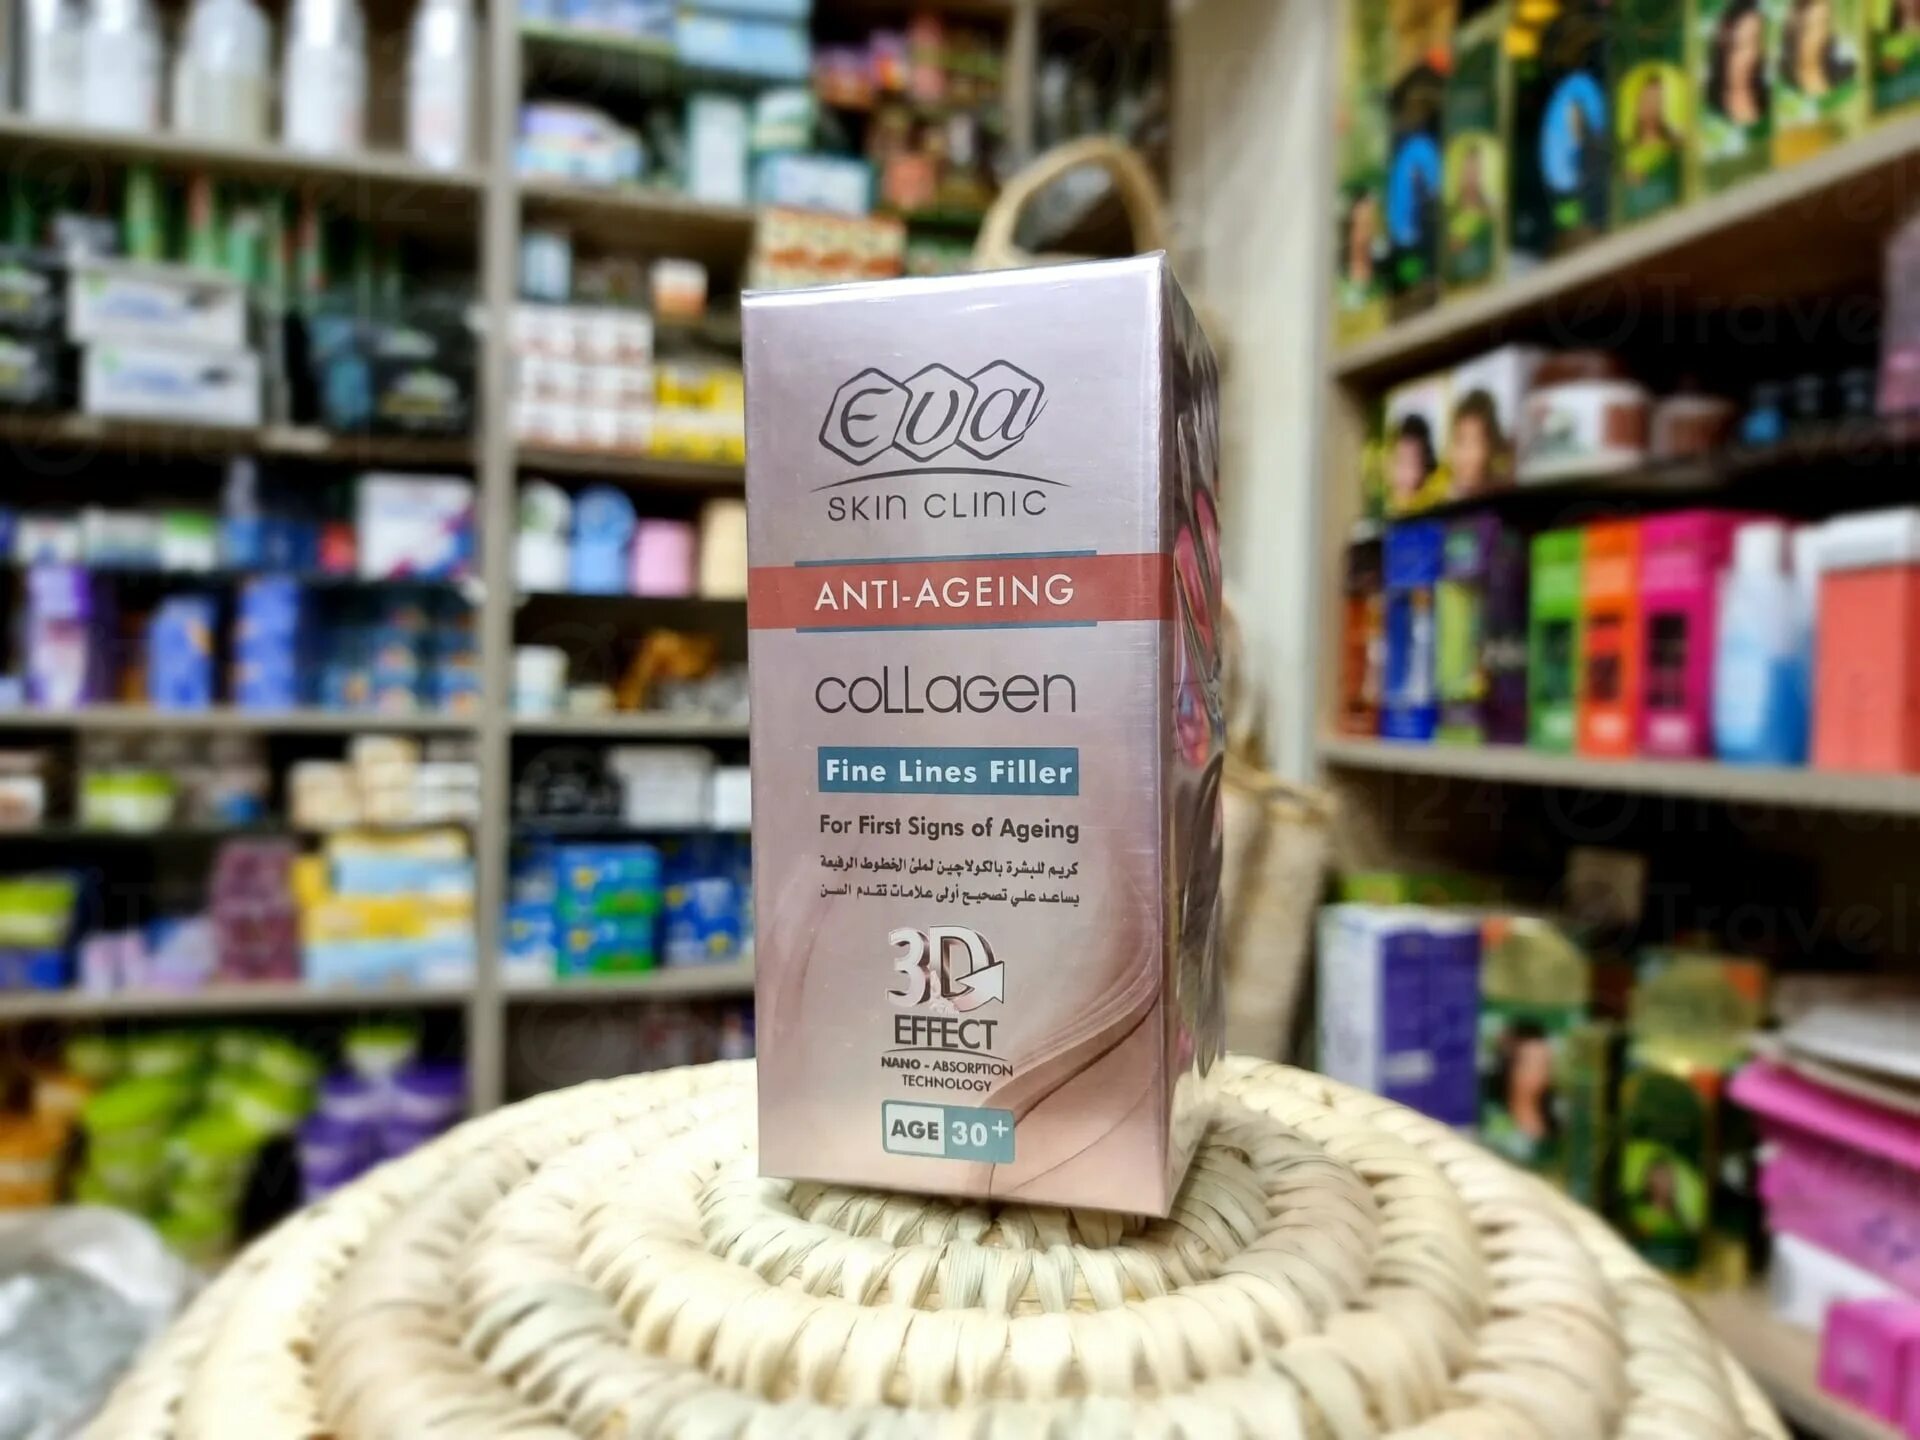 Eva
SKIN CLINIC
ANTI-AGEING
coLLaGen
Fine Lines Filler
For First Signs of Ageing
كريم للبشرة بالكولاچين لملئ الخطوط الرفيعة
يساعد علي تصحيح أولى علامات تقدم السن
3D
EFFECT
NANO - ABSORPTION
TECHNOLOGY
AGE 30+